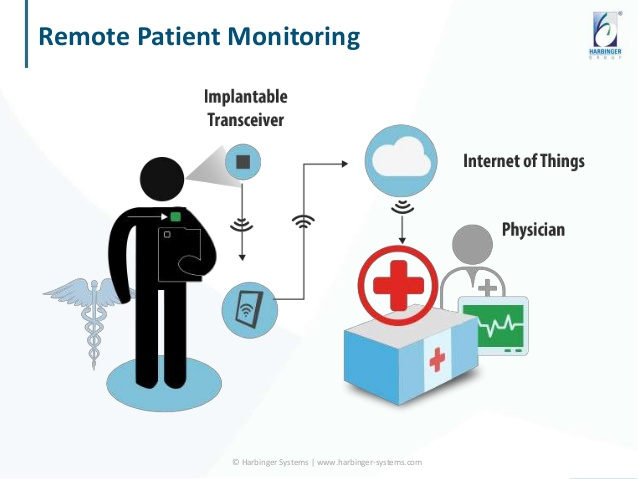 Remote Patient Monitoring
®
HARBINGER
GROUP
Implantable
Transceiver
Internet of Things
Physician
© Harbinger Systems | www.harbinger-systems.com